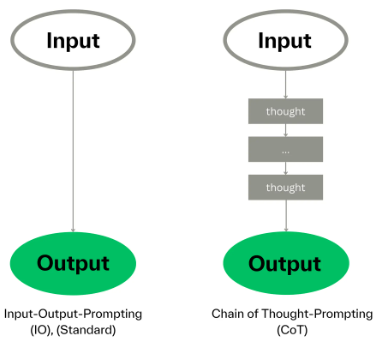 Input
Output
Input-Output-Prompting
(IO), (Standard)
Input
thought
...
thought
Output
Chain of Thought-Prompting
(CoT)